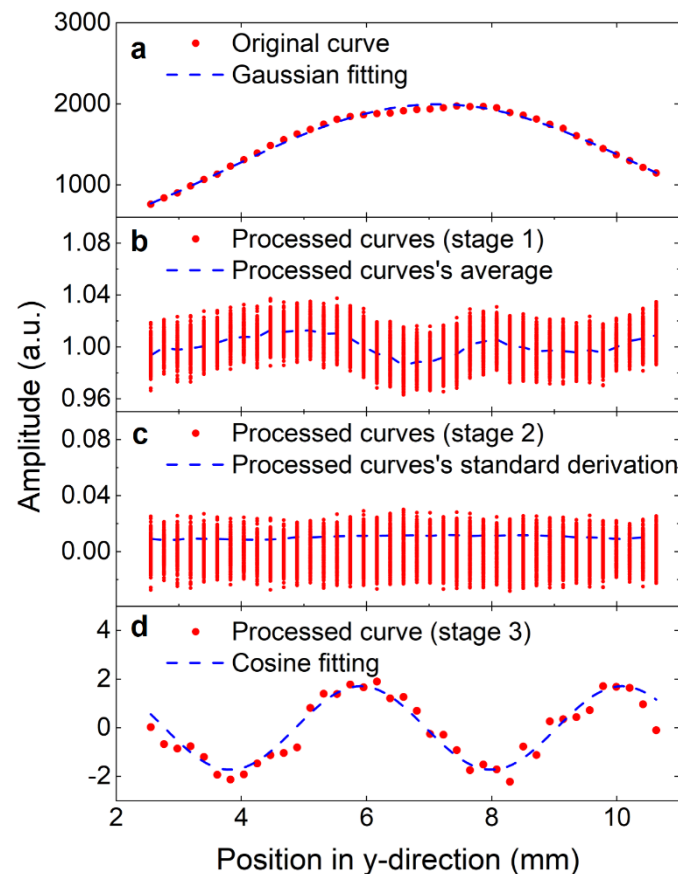 a
Original curve
Gaussian fitting
3000
2000
1000
b
Processed curves (stage 1)
Processed curves's average
1.08
1.04
1.00
0.96
c
Processed curves (stage 2)
Processed curves's standard derivation
0.08
0.04
0.00
d
Processed curve (stage 3)
Cosine fitting
4
2
0
-2
2 4 6 8 10
Amplitude (a.u.)
Position in y-direction (mm)